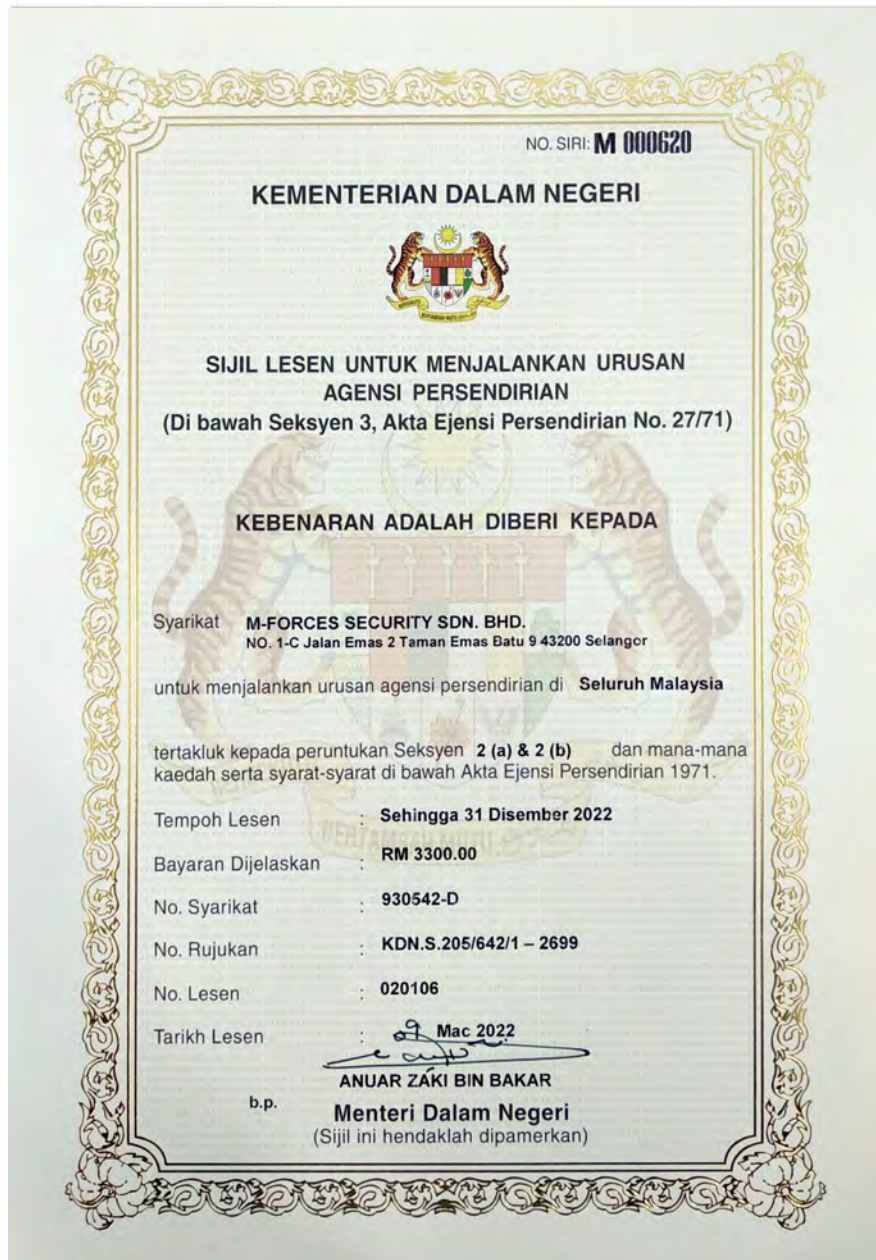 NO. SIRI: M 000620
KEMENTERIAN DALAM NEGERI
BERTAMBAH MUTU
SIJIL LESEN UNTUK MENJALANKAN URUSAN
AGENSI PERSENDIRIAN
(Di bawah Seksyen 3, Akta Ejensi Persendirian No. 27/71)
KEBENARAN ADALAH DIBERI KEPADA
Syarikat M-FORCES SECURITY SDN. BHD.
NO. 1-C Jalan Emas 2 Taman Emas Batu 9 43200 Selangor
untuk menjalankan urusan agensi persendirian di Seluruh Malaysia
tertakluk kepada peruntukan Seksyen 2 (a) & 2 (b) dan mana-mana
kaedah serta syarat-syarat di bawah Akta Ejensi Persendirian 1971.
Tempoh Lesen : Sehingga 31 Disember 2022
BERTAMBAH MUTU
Bayaran Dijelaskan : RM 3300.00
No. Syarikat : 930542-D
No. Rujukan : KDN.S.205/642/1 – 2699
No. Lesen : 020106
Tarikh Lesen : 09 Mac 2022
ANUAR ZAKI BIN BAKAR
b.p. Menteri Dalam Negeri
(Sijil ini hendaklah dipamerkan)